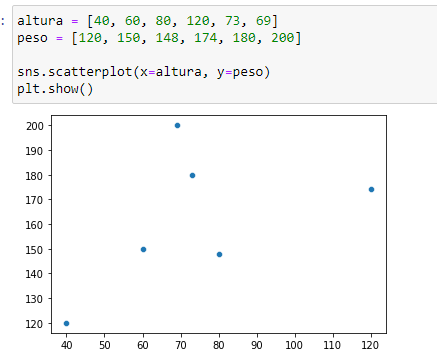 :
altura = [40, 60, 80, 120, 73, 69]
peso = [120, 150, 148, 174, 180, 200]
sns.scatterplot(x=altura, y=peso)
plt.show()
200
190
180
170
160
150
140
130
120
40 60 70 80 90 100 110 120